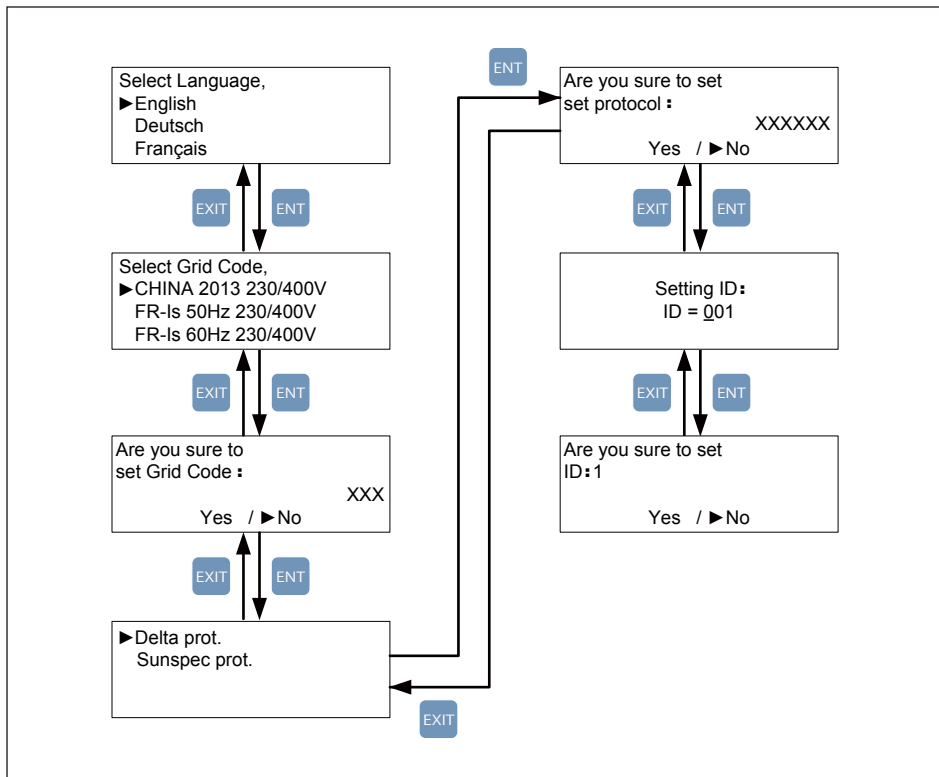 Select Language,
►English
Deutsch
Français
EXIT
ENT
Select Grid Code,
►CHINA 2013 230/400V
FR-Is 50Hz 230/400V
FR-Is 60Hz 230/400V
EXIT
ENT
Are you sure to
set Grid Code：
XXX
Yes / ►No
EXIT
ENT
►Delta prot.
Sunspec prot.
ENT
EXIT
Are you sure to set
set protocol：
XXXXXX
Yes / ►No
EXIT
ENT
Setting ID：
ID = 001
EXIT
ENT
Are you sure to set
ID：1
Yes / ►No